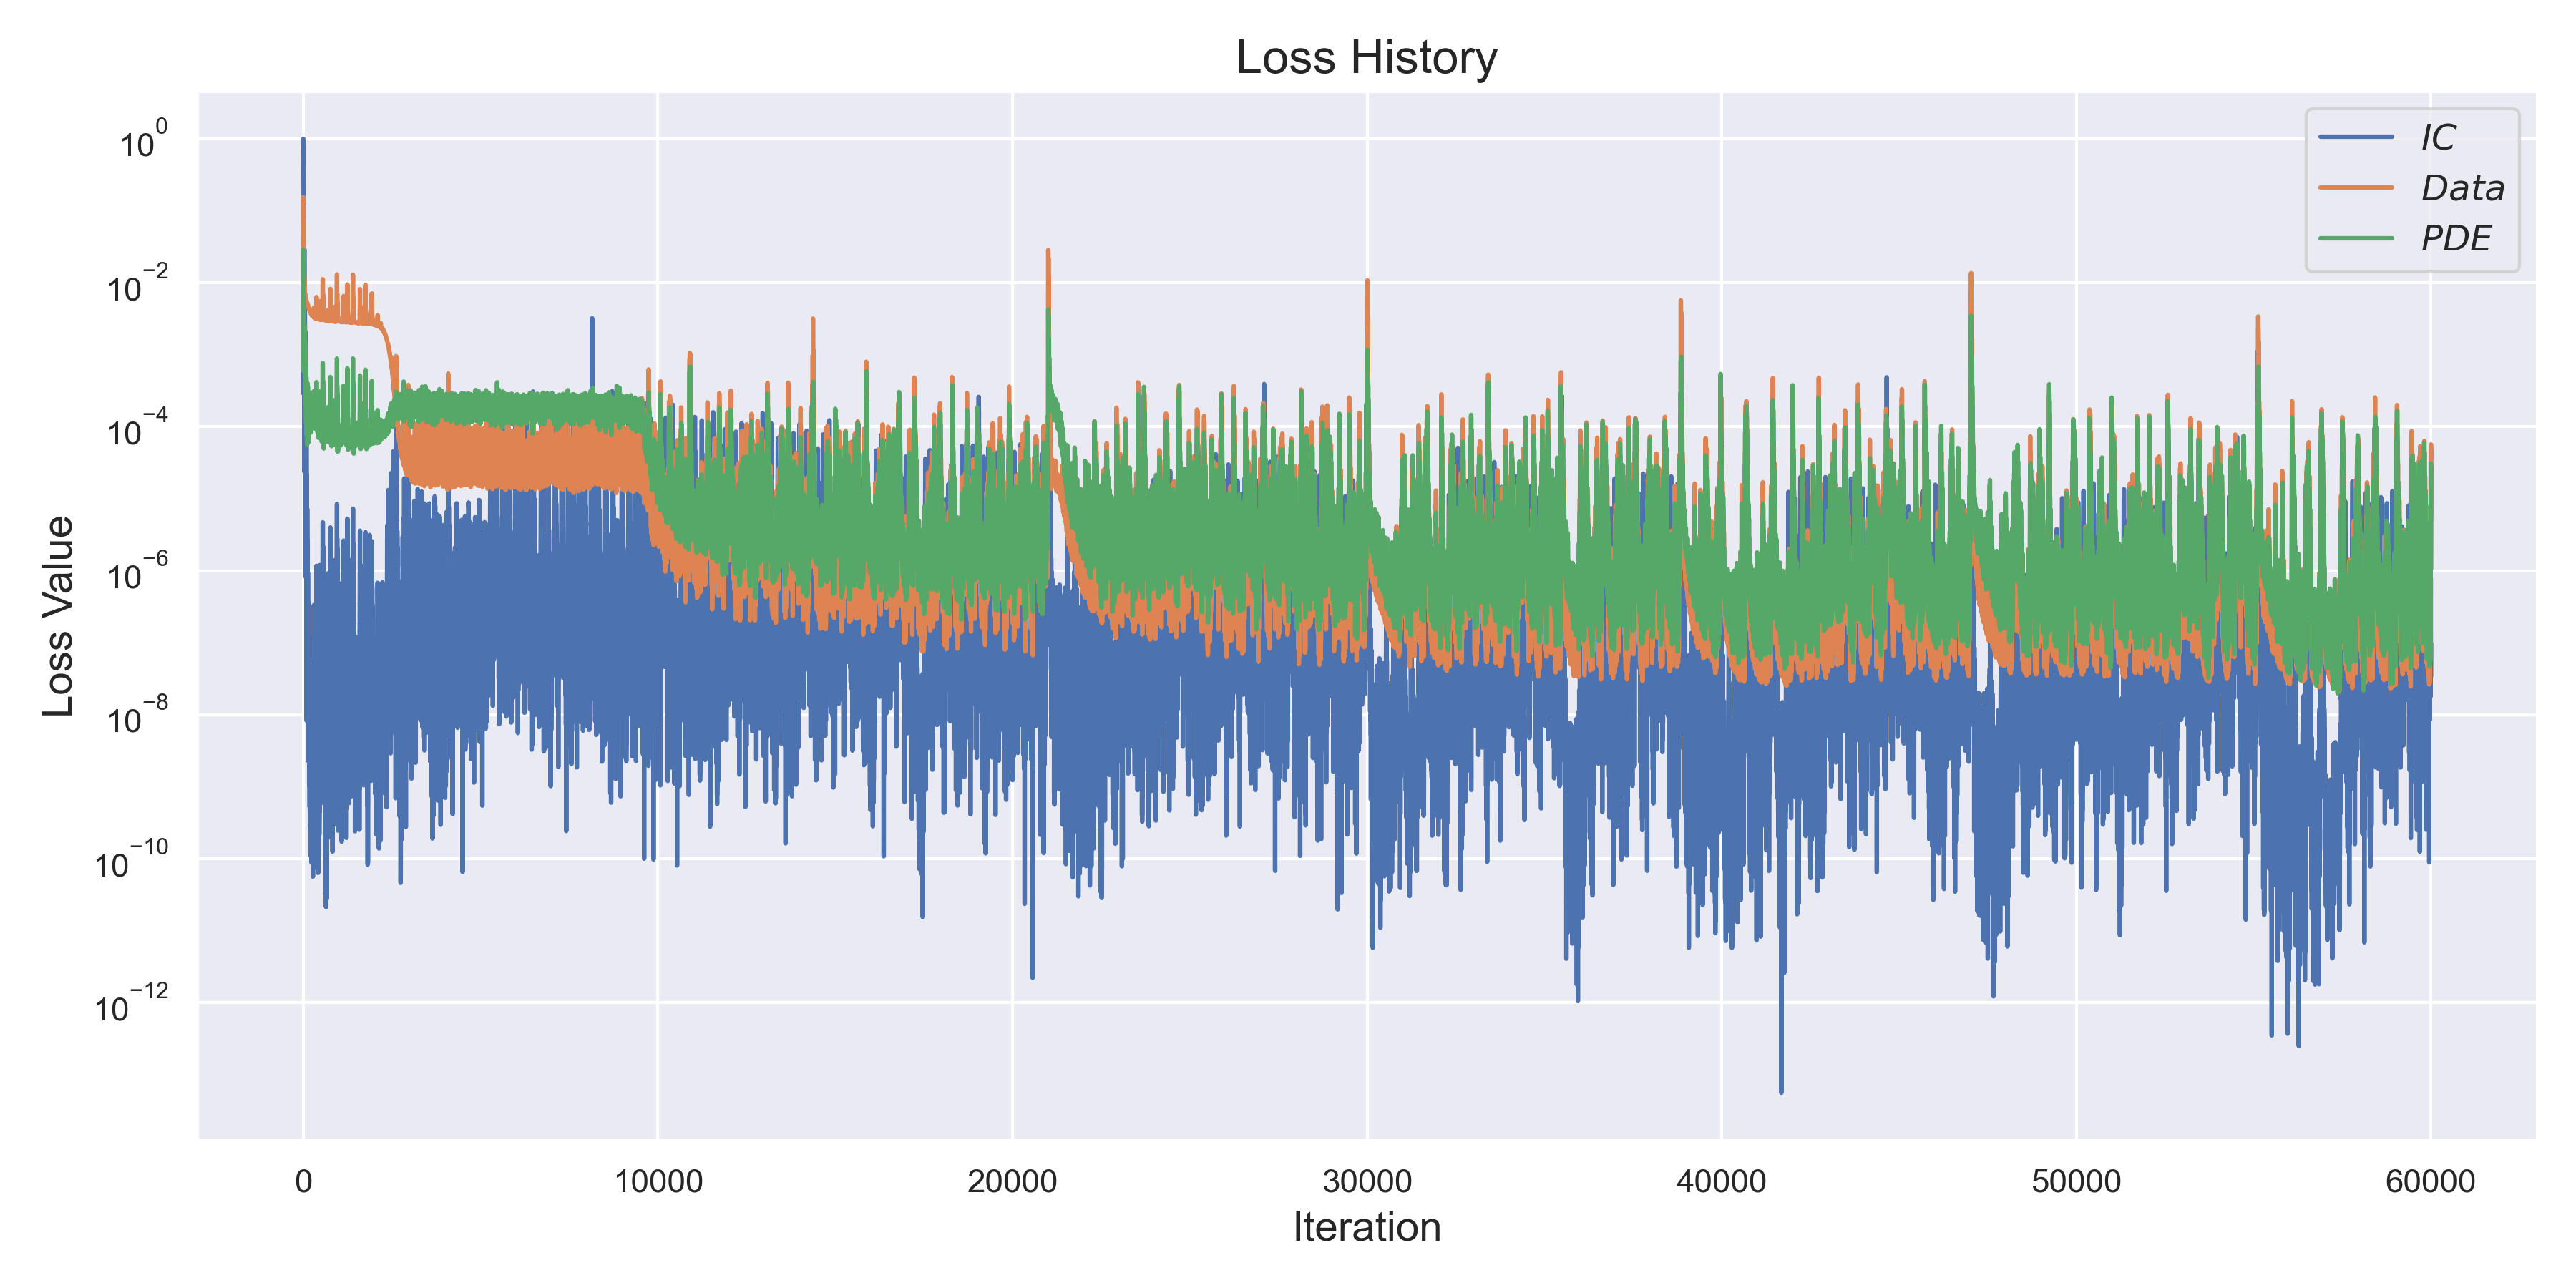 Loss History
10^0
10^-2
10^-4
10^-6
10^-8
10^-10
10^-12
Loss Value
IC
Data
PDE
0 10000 20000 30000 40000 50000 60000
Iteration